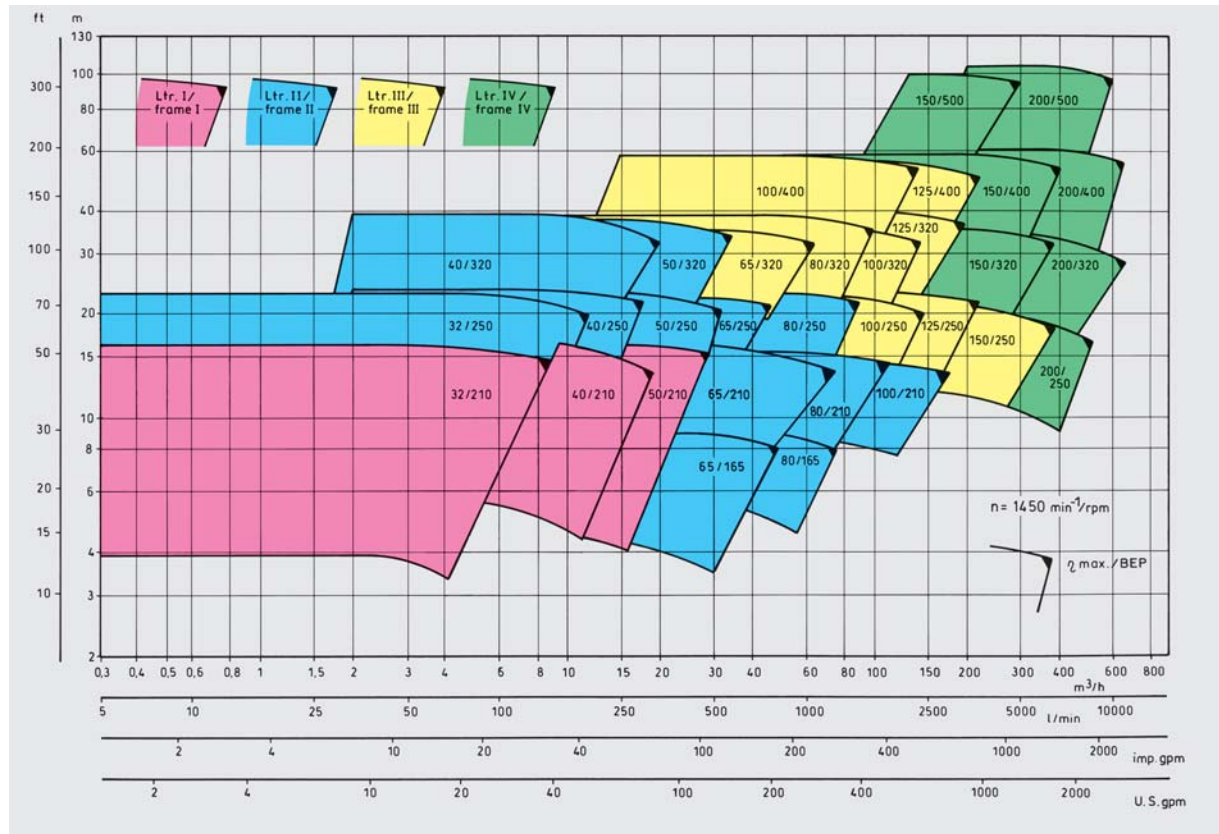 ft m
130
100
80
60
40
30
20
15
10
8
6
4
3
2
300
200
150
100
70
50
30
20
15
10
Ltr. I/
frame I
Ltr. II/
frame II
Ltr. III/
frame III
Ltr. IV/
frame IV
150/500 200/500
100/400 125/400 150/400 200/400
125/320
40/320 50/320 65/320 80/320 100/320 150/320 200/320
32/250 40/250 50/250 65/250 80/250 100/250 125/250 150/250
200/
250
32/210 40/210 50/210 65/210 80/210 100/210
65/165 80/165
n = 1450 min⁻¹/rpm
η max./BEP
0,3 0,4 0,5 0,6 0,8 1 1,5 2 3 4 5 6 8 10 15 20 30 40 60 80 100 150 200 300 400 600 800
m³/h
5 10 25 50 100 250 500 1000 2500 5000 l/min 10000
2 4 10 20 40 100 200 400 1000 2000
imp.gpm
2 4 10 20 40 100 200 400 1000 2000
U.S.gpm